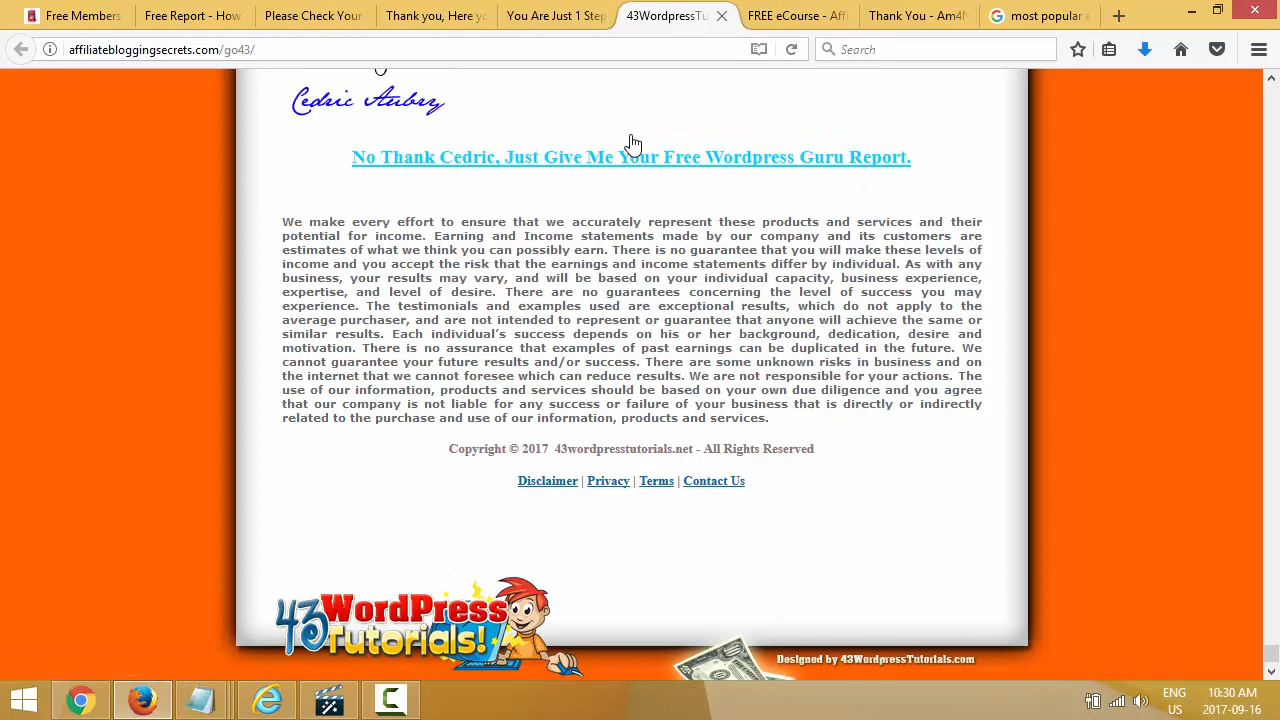 Free Members
Free Report - How
Please Check Your
Thank you, Here y
You Are Just 1 Step
43WordpressTu
FREE eCourse - Affi
Thank You - Am4N
most popular a
affiliatebloggingsecrets.com/go43/
Search
Cedric Aubry
No Thank Cedric, Just Give Me Your Free Wordpress Guru Report.
We make every effort to ensure that we accurately represent these products and services and their
potential for income. Earning and Income statements made by our company and its customers are
estimates of what we think you can possibly earn. There is no guarantee that you will make these levels of
income and you accept the risk that the earnings and income statements differ by individual. As with any
business, your results may vary, and will be based on your individual capacity, business experience,
expertise, and level of desire. There are no guarantees concerning the level of success you may
experience. The testimonials and examples used are exceptional results, which do not apply to the
average purchaser, and are not intended to represent or guarantee that anyone will achieve the same or
similar results. Each individual’s success depends on his or her background, dedication, desire and
motivation. There is no assurance that examples of past earnings can be duplicated in the future. We
cannot guarantee your future results and/or success. There are some unknown risks in business and on
the internet that we cannot foresee which can reduce results. We are not responsible for your actions. The
use of our information, products and services should be based on your own due diligence and you agree
that our company is not liable for any success or failure of your business that is directly or indirectly
related to the purchase and use of our information, products and services.
Copyright © 2017 43wordpresstutorials.net - All Rights Reserved
Disclaimer | Privacy | Terms | Contact Us
43 WordPress
Tutorials!
Designed by 43WordpressTutorials.com
ENG
US
10:30 AM
2017-09-16